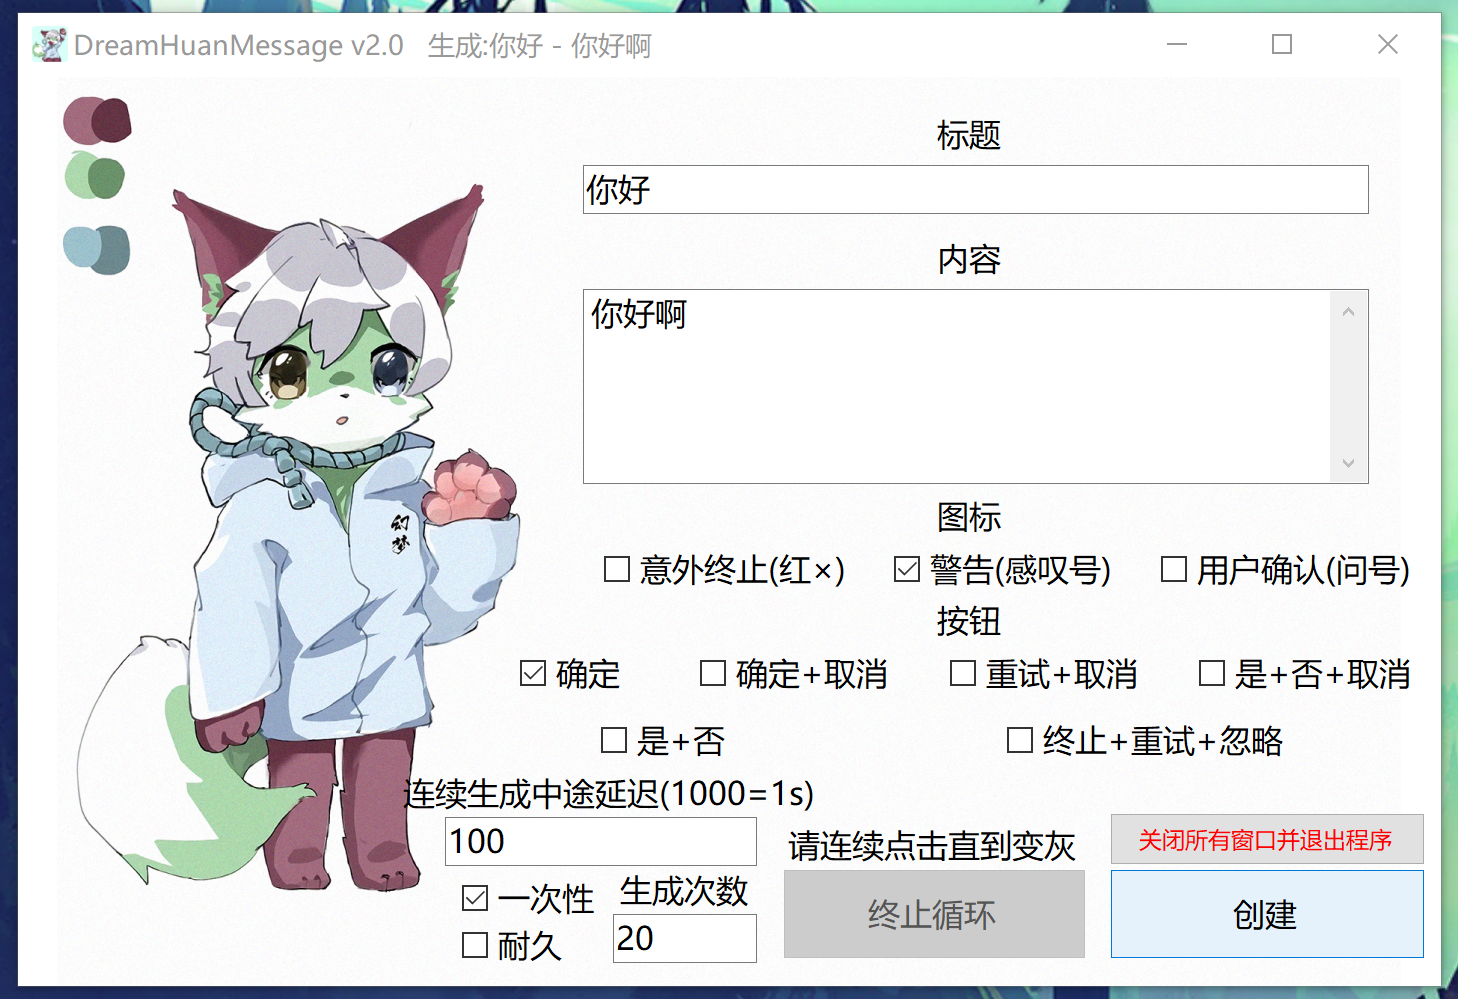 DreamHuanMessage v2.0 生成:你好 - 你好啊
标题
你好
内容
你好啊
幻
梦
图标
意外终止(红×) 警告(感叹号) 用户确认(问号)
按钮
确定 确定+取消 重试+取消 是+否+取消
是+否 终止+重试+忽略
连续生成中途延迟(1000=1s)
100
请连续点击直到变灰
关闭所有窗口并退出程序
一次性 生成次数
耐久 20
终止循环
创建